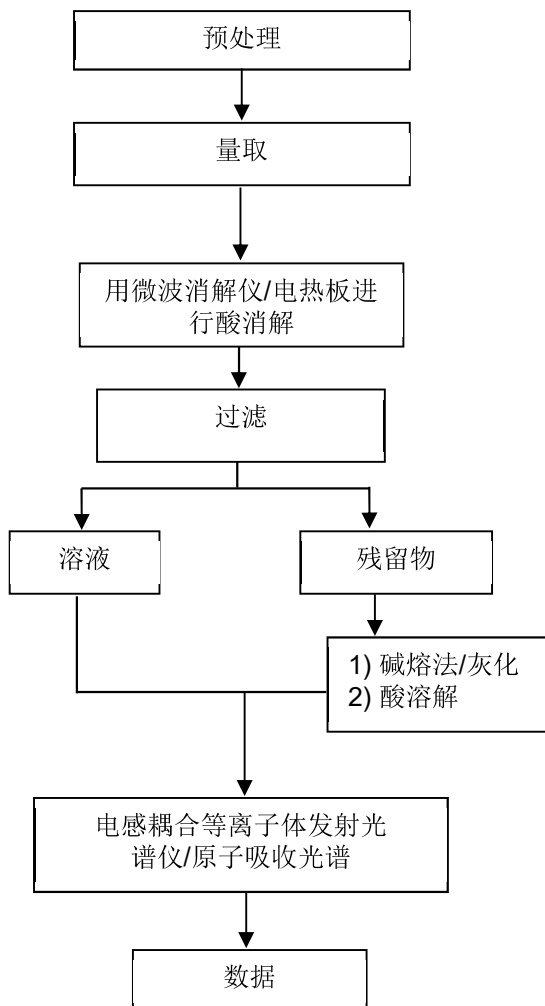 预处理
量取
用微波消解仪/电热板进
行酸消解
过滤
溶液
残留物
1) 碱熔法/灰化
2) 酸溶解
电感耦合等离子体发射光
谱仪/原子吸收光谱
数据